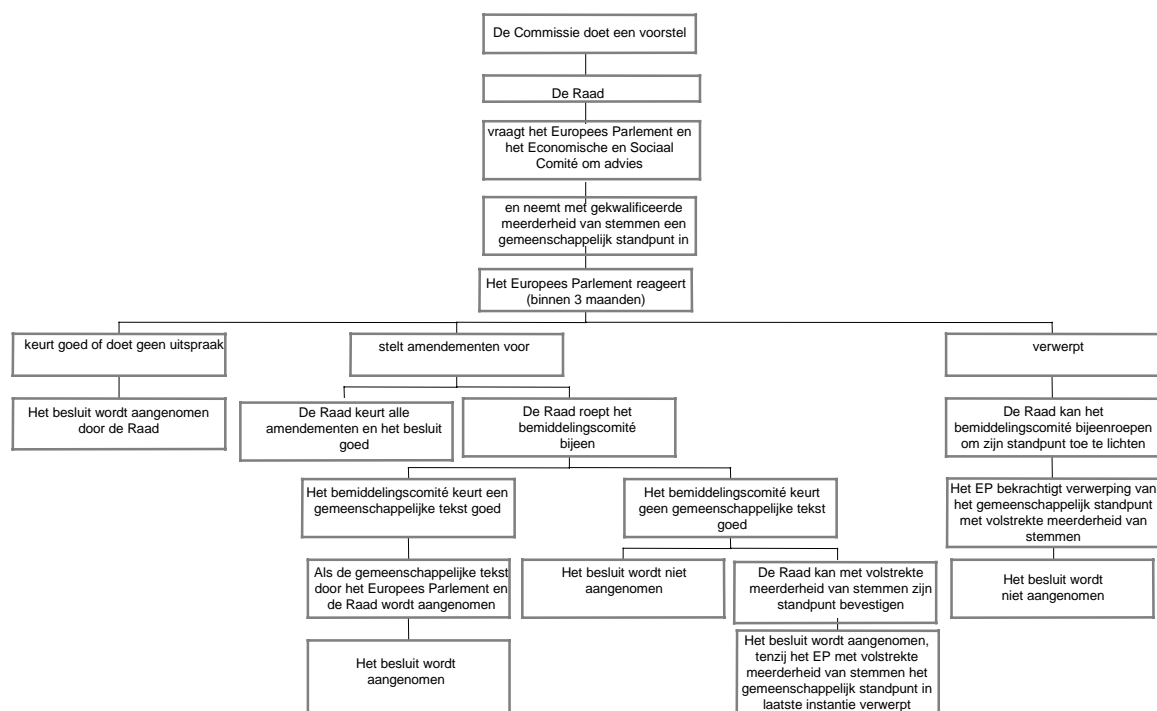 De Commissie doet een voorstel
De Raad
vraagt het Europees Parlement en
het Economische en Sociaal
Comité om advies
en neemt met gekwalificeerde
meerderheid van stemmen een
gemeenschappelijk standpunt in
Het Europees Parlement reageert
(binnen 3 maanden)
keurt goed of doet geen uitspraak
stelt amendementen voor
verwerpt
Het besluit wordt aangenomen
door de Raad
De Raad keurt alle
amendementen en het besluit
goed
De Raad roept het
bemiddelingscomité
bijeen
De Raad kan het
bemiddelingscomité bijeenroepen
om zijn standpunt toe te lichten
Het bemiddelingscomité keurt een
gemeenschappelijke tekst goed
Het bemiddelingscomité keurt
geen gemeenschappelijke tekst
goed
Het EP bekrachtigt verwerping van
het gemeenschappelijk standpunt
met volstrekte meerderheid van
stemmen
Als de gemeenschappelijke tekst
door het Europees Parlement en
de Raad wordt aangenomen
Het besluit wordt niet
aangenomen
De Raad kan met volstrekte
meerderheid van stemmen zijn
standpunt bevestigen
Het besluit wordt
niet aangenomen
Het besluit wordt
aangenomen
Het besluit wordt aangenomen,
tenzij het EP met volstrekte
meerderheid van stemmen het
gemeenschappelijk standpunt in
laatste instantie verwerpt